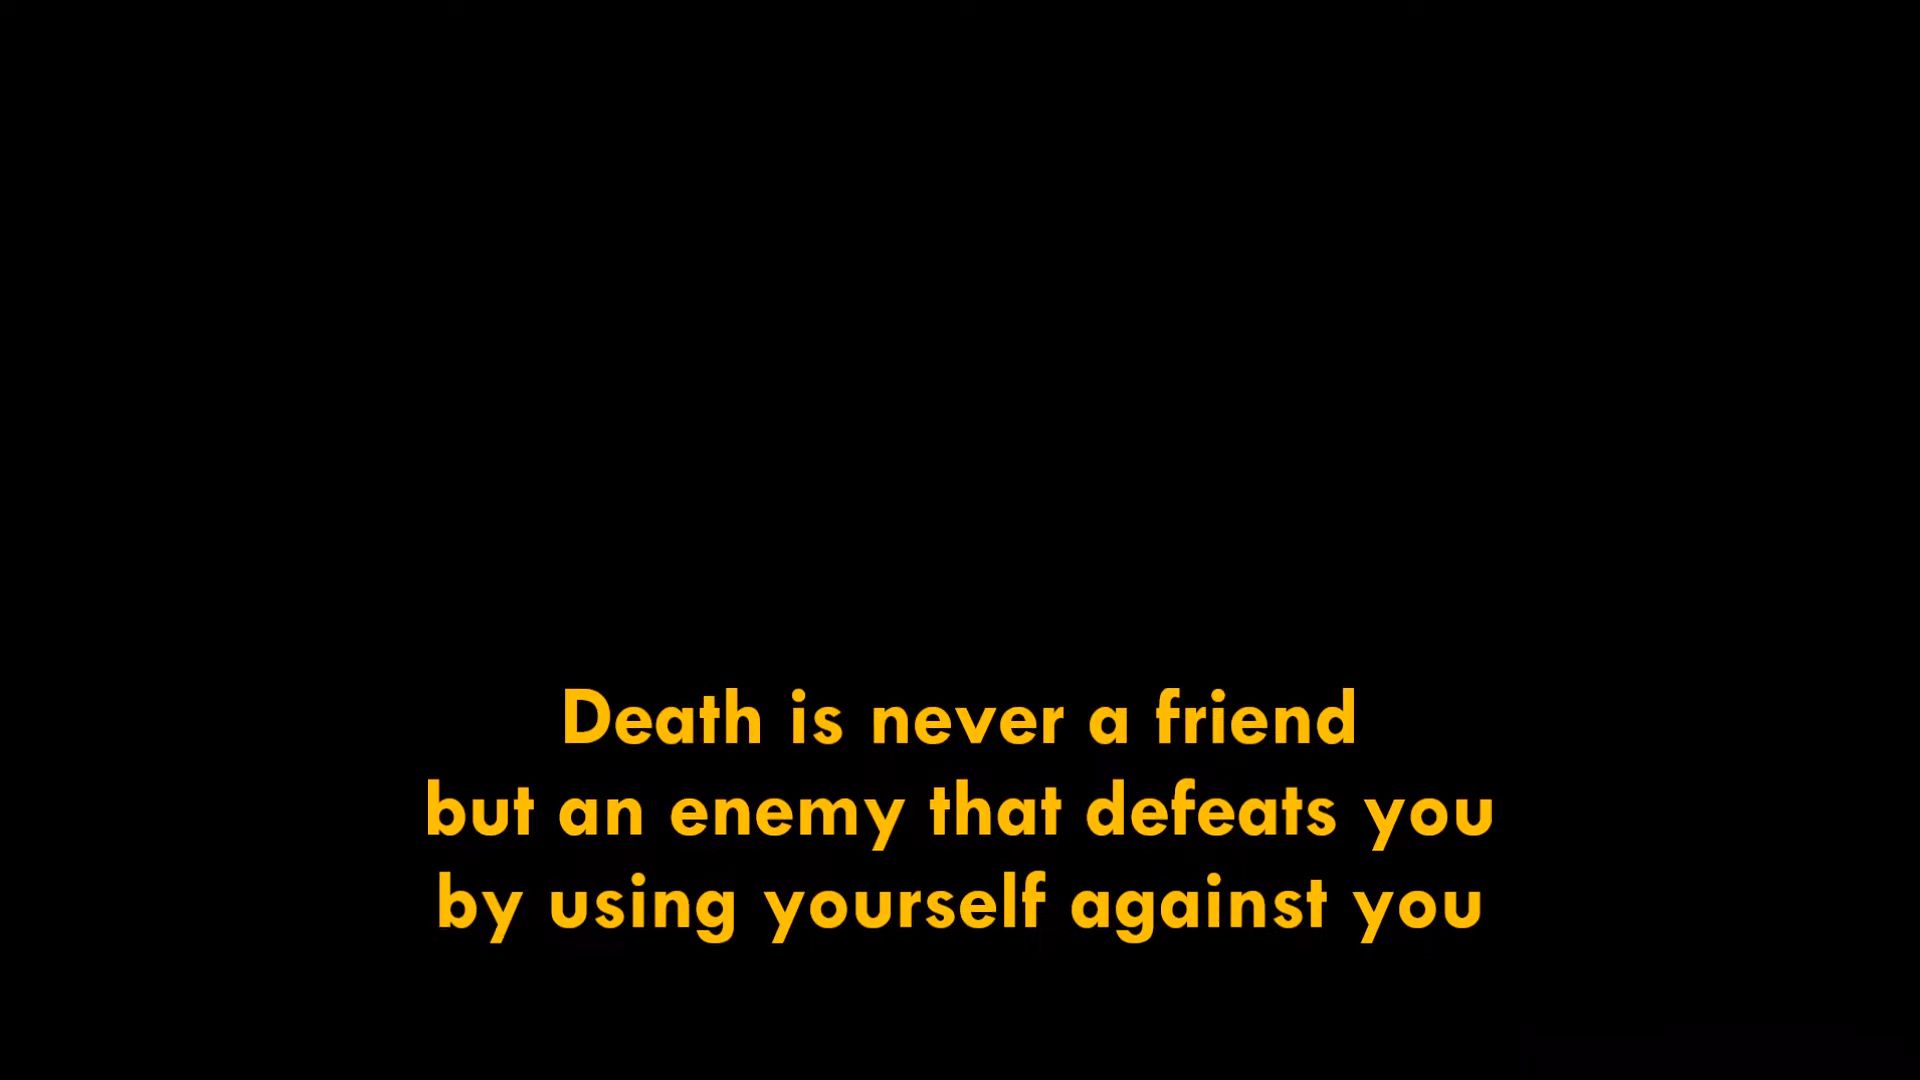 Death is never a friend
but an enemy that defeats you
by using yourself against you